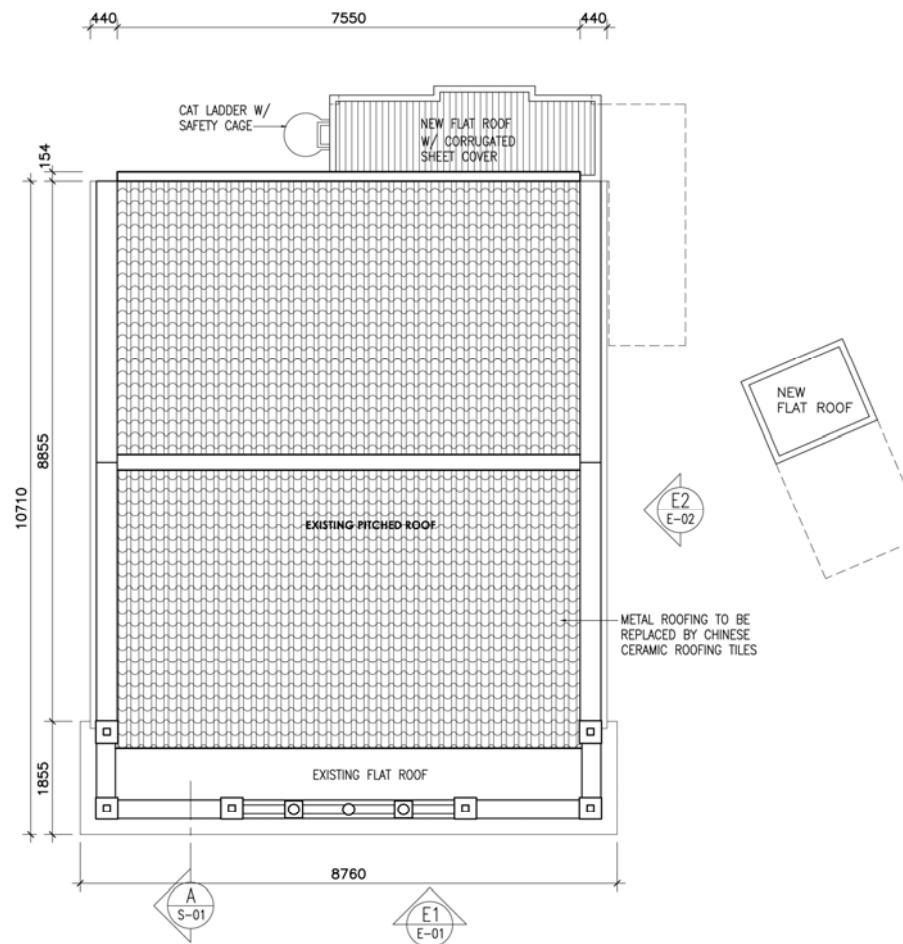 440
7550
440
CAT LADDER W/
SAFETY CAGE
NEW FLAT ROOF
W/ CORRUGATED
SHEET COVER
154
NEW
FLAT ROOF
8855
10710
E2
E-02
EXISTING PITCHED ROOF
METAL ROOFING TO BE
REPLACED BY CHINESE
CERAMIC ROOFING TILES
1855
EXISTING FLAT ROOF
8760
A
S-01
E1
E-01